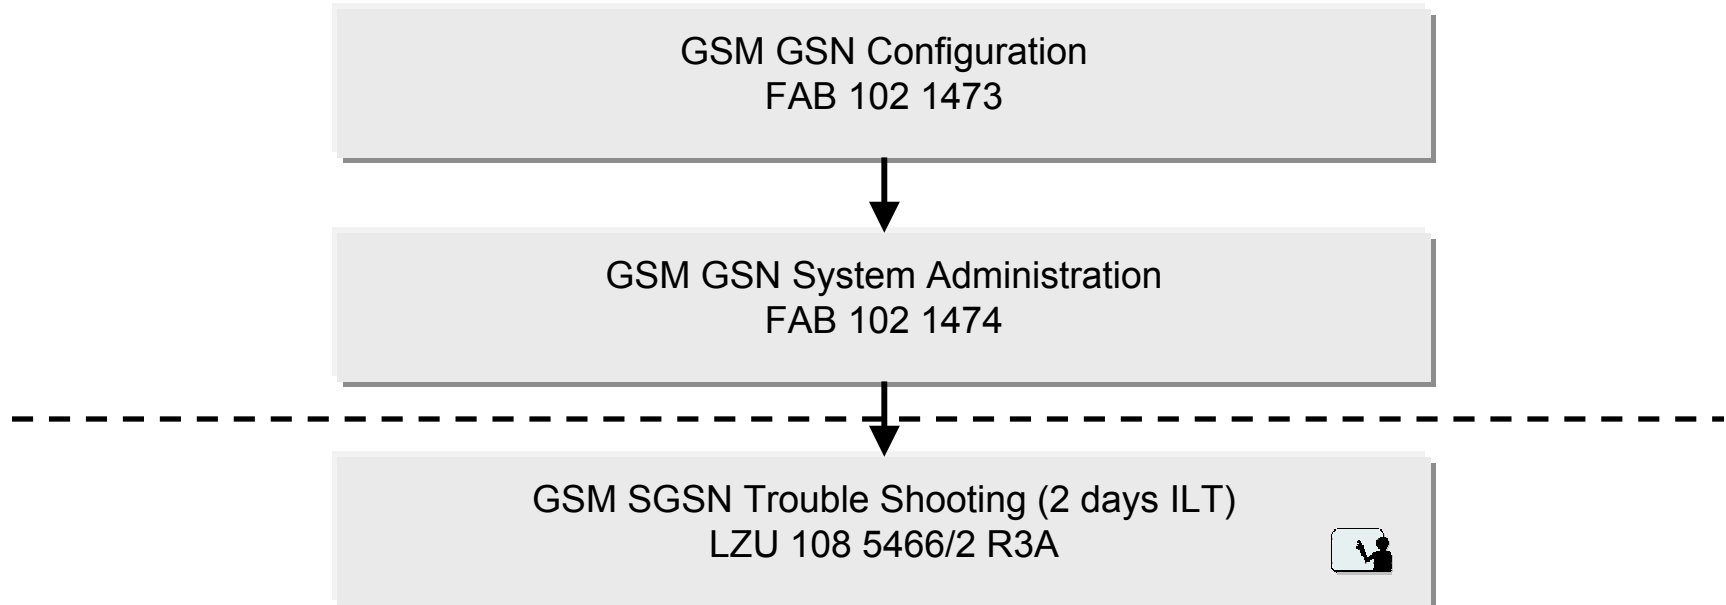 GSM GSN Configuration
FAB 102 1473
GSM GSN System Administration
FAB 102 1474
GSM SGSN Trouble Shooting (2 days ILT)
LZU 108 5466/2 R3A